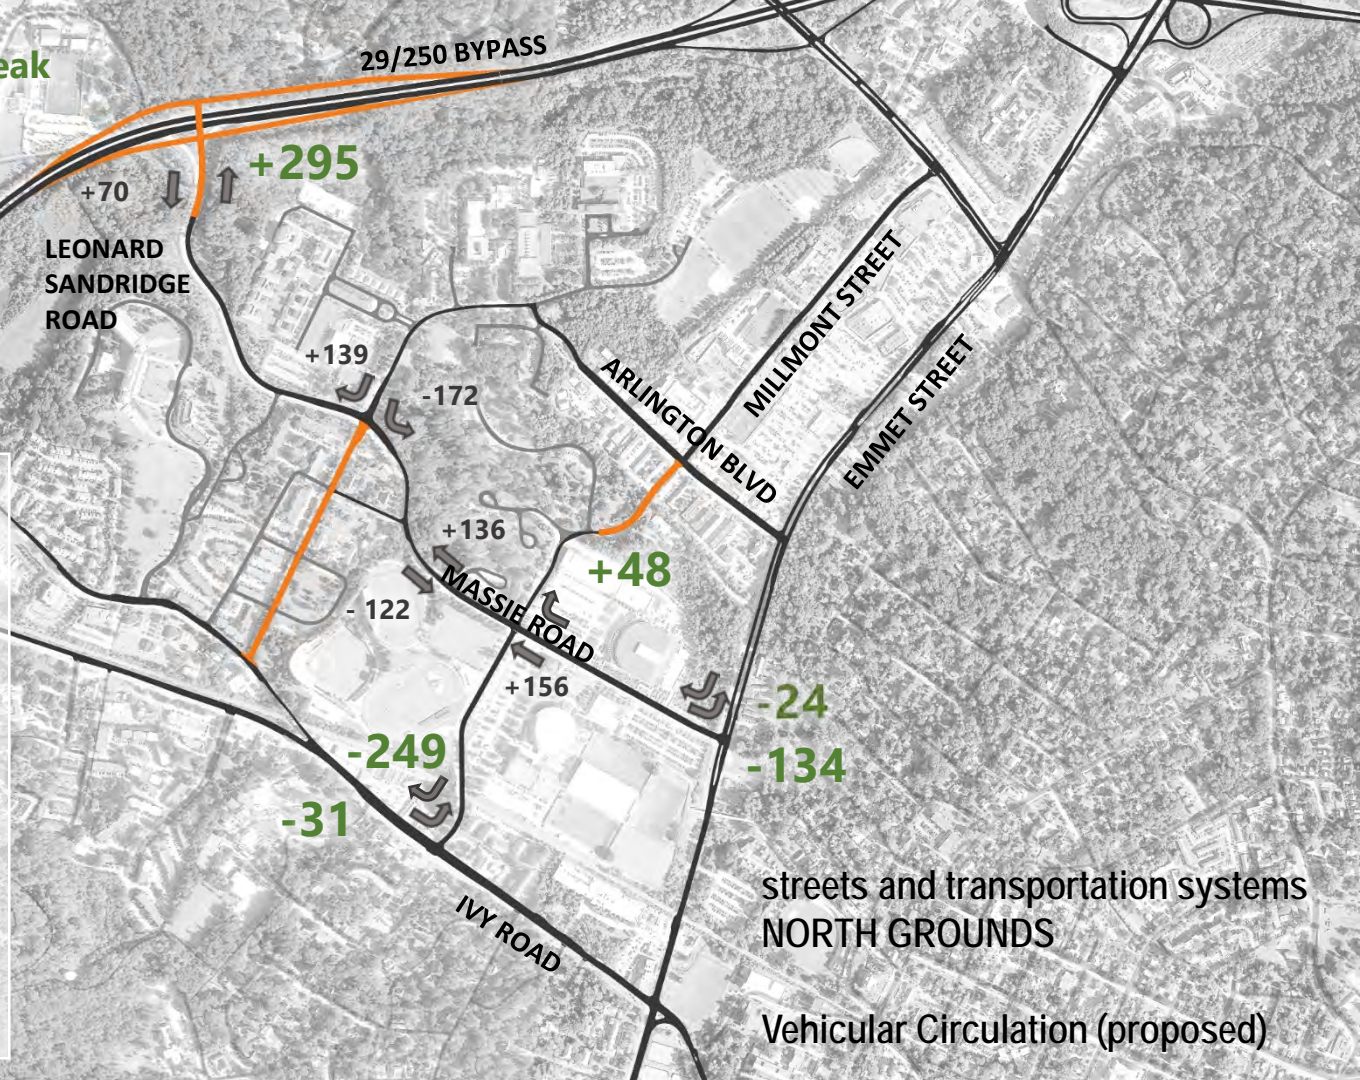 29/250 BYPASS
eak
+295
+70
LEONARD
SANDRIDGE
ROAD
MILLMONT STREET
+139
-172
ARLINGTON BLVD
EMMET STREET
+136
+48
MASSIE ROAD
- 122
+156
-24
-249
-134
-31
streets and transportation systems
NORTH GROUNDS
IVY ROAD
Vehicular Circulation (proposed)